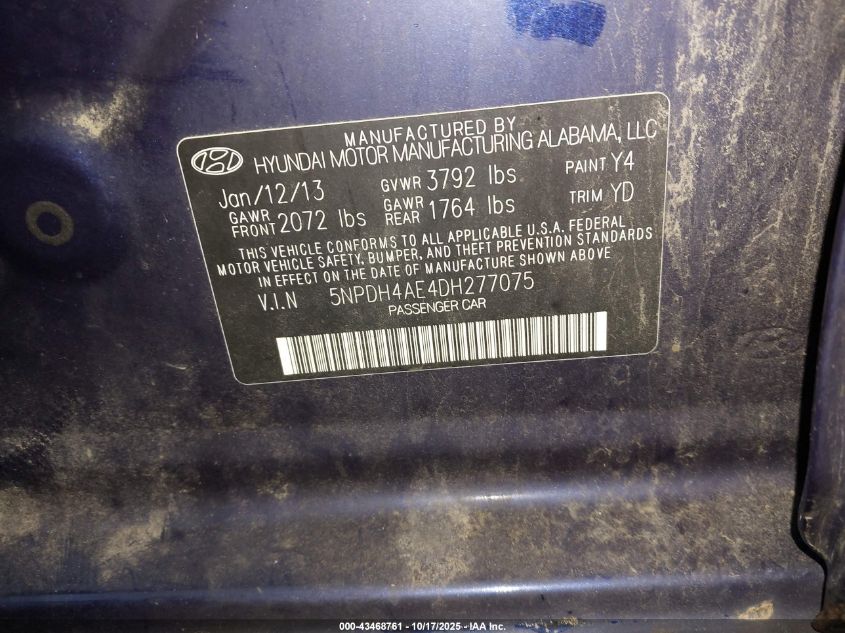 MANUFACTURED BY
HYUNDAI MOTOR MANUFACTURING ALABAMA, LLC
Jan/12/13 GVWR 3792 lbs PAINT Y4
GAWR FRONT 2072 lbs GAWR REAR 1764 lbs TRIM YD
THIS VEHICLE CONFORMS TO ALL APPLICABLE U.S.A. FEDERAL
MOTOR VEHICLE SAFETY, BUMPER, AND THEFT PREVENTION STANDARDS
IN EFFECT ON THE DATE OF MANUFACTURE SHOWN ABOVE
V.I.N 5NPDH4AE4DH277075
PASSENGER CAR
000-43468761 - 10/17/2025 - IAA Inc.